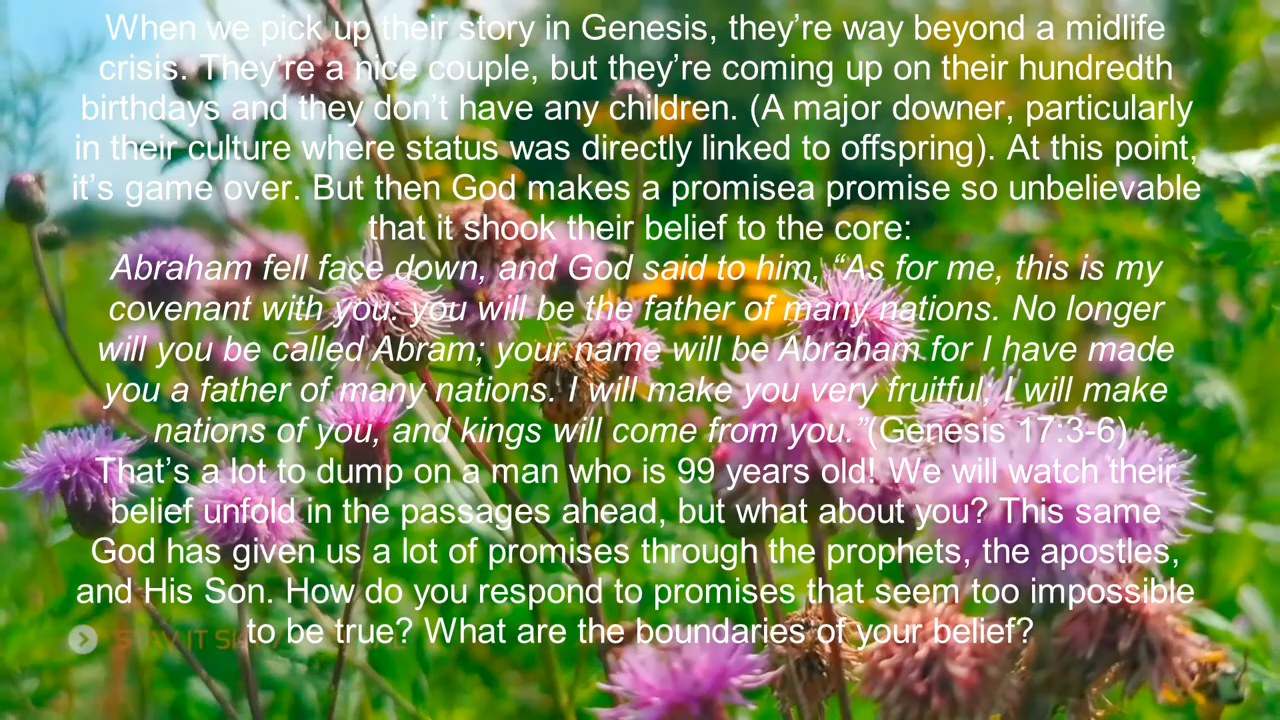 When we pick up their story in Genesis, they’re way beyond a midlife
crisis. They’re a nice couple, but they’re coming up on their hundredth
birthdays and they don’t have any children. (A major downer, particularly
in their culture where status was directly linked to offspring). At this point,
it’s game over. But then God makes a promisea promise so unbelievable
that it shook their belief to the core:
Abraham fell face down, and God said to him, “As for me, this is my
covenant with you: you will be the father of many nations. No longer
will you be called Abram; your name will be Abraham for I have made
you a father of many nations. I will make you very fruitful; I will make
nations of you, and kings will come from you.”(Genesis 17:3-6)
That’s a lot to dump on a man who is 99 years old! We will watch their
belief unfold in the passages ahead, but what about you? This same
God has given us a lot of promises through the prophets, the apostles,
and His Son. How do you respond to promises that seem too impossible
to be true? What are the boundaries of your belief?
STAY IT